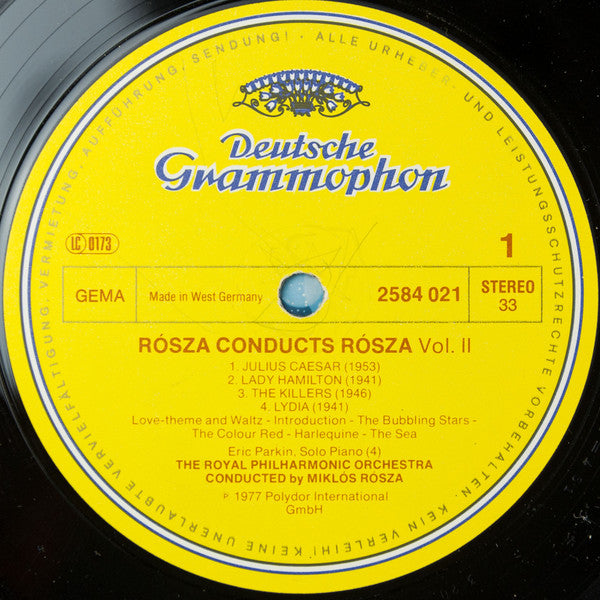 ALLE URHEBER- UND LEISTUNGSSCHUTZRECHTE VORBEHALTEN. KEIN VERLEIH! KEINE UNERLAUBTE VERVIELFÄLTIGUNG, VERMIETUNG, AUFFÜHRUNG, SENDUNG! ·
Deutsche
Grammophon
LC 0173
1
GEMA
Made in West Germany
2584 021
STEREO
33
RÓSZA CONDUCTS RÓSZA Vol. II
1. JULIUS CAESAR (1953)
2. LADY HAMILTON (1941)
3. THE KILLERS (1946)
4. LYDIA (1941)
Love-theme and Waltz - Introduction - The Bubbling Stars -
The Colour Red - Harlequine - The Sea
Eric Parkin, Solo Piano (4)
THE ROYAL PHILHARMONIC ORCHESTRA
CONDUCTED by MIKLÓS RÓSZA
℗ 1977 Polydor International
GmbH